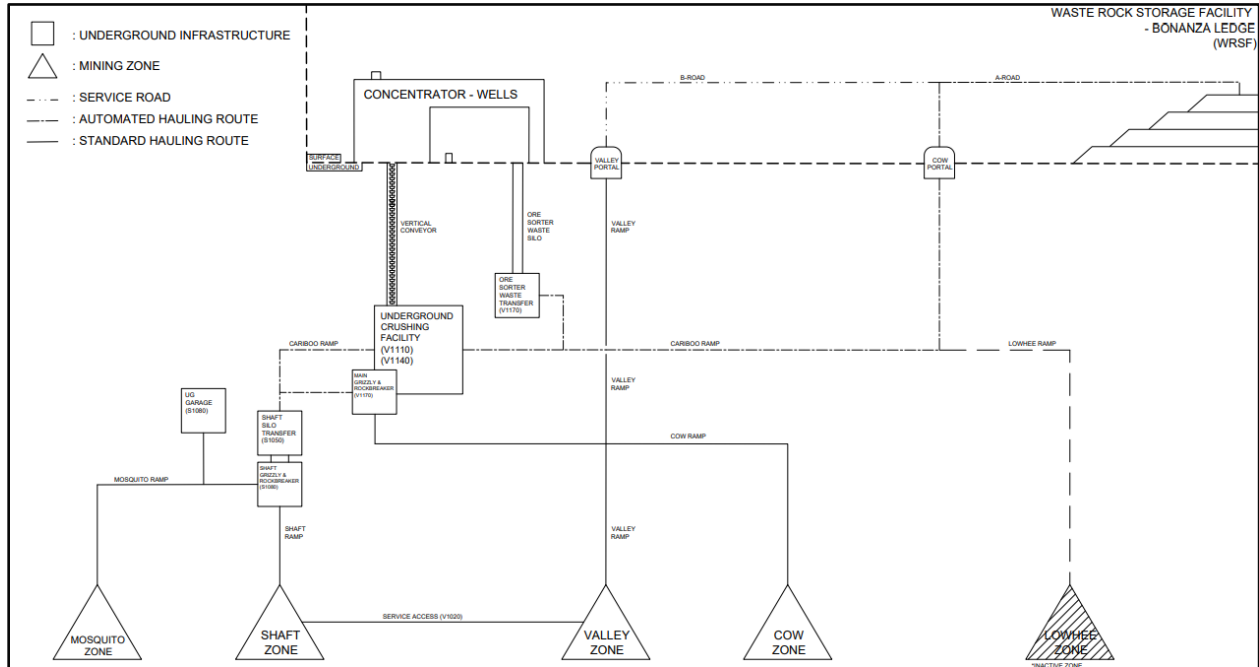 : UNDERGROUND INFRASTRUCTURE
: MINING ZONE
: SERVICE ROAD
: AUTOMATED HAULING ROUTE
: STANDARD HAULING ROUTE
WASTE ROCK STORAGE FACILITY
- BONANZA LEDGE
(WRSF)
B-ROAD
A-ROAD
CONCENTRATOR - WELLS
SURFACE
UNDERGROUND
VALLEY
PORTAL
COW
PORTAL
VERTICAL
CONVEYOR
ORE
SORTER
WASTE
SILO
VALLEY
RAMP
ORE
SORTER
WASTE
TRANSFER
(V1170)
UNDERGROUND
CRUSHING
FACILITY
(V1110)
(V1140)
CARIBOO RAMP
CARIBOO RAMP
LOWHEE RAMP
MAIN
GRIZZLY &
ROCKBREAKER
(V1170)
VALLEY
RAMP
UG
GARAGE
(S1080)
SHAFT
SILO
TRANSFER
(S1050)
COW RAMP
SHAFT
GRIZZLY &
ROCKBREAKER
(S1080)
MOSQUITO RAMP
SHAFT
RAMP
VALLEY
RAMP
SERVICE ACCESS (V1020)
MOSQUITO
ZONE
SHAFT
ZONE
VALLEY
ZONE
COW
ZONE
LOWHEE
ZONE
*INACTIVE ZONE